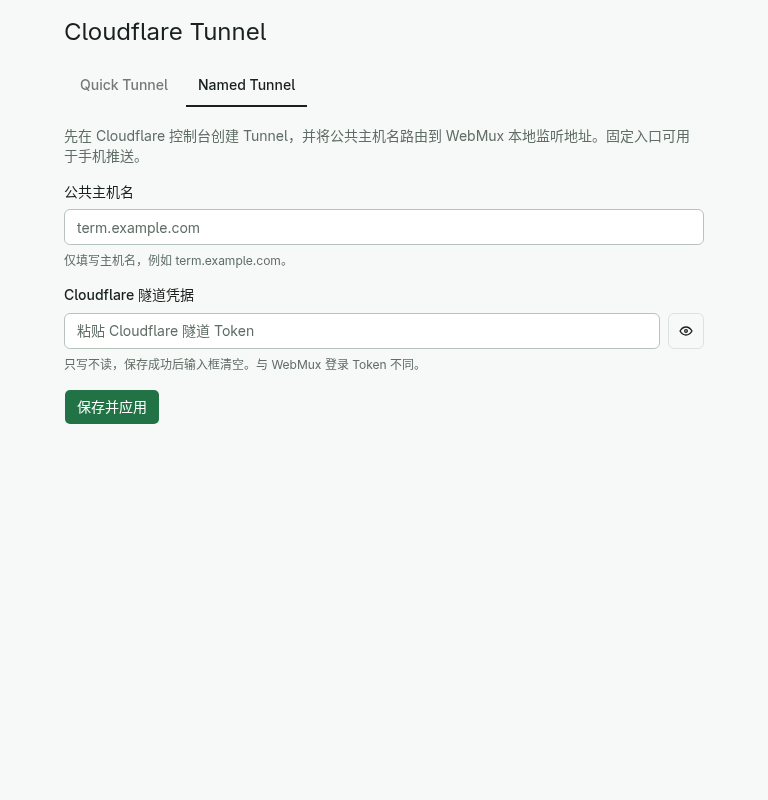 Cloudflare Tunnel
Quick Tunnel
Named Tunnel
先在 Cloudflare 控制台创建 Tunnel，并将公共主机名路由到 WebMux 本地监听地址。固定入口可用
于手机推送。
公共主机名
term.example.com
仅填写主机名，例如 term.example.com。
Cloudflare 隧道凭据
粘贴 Cloudflare 隧道 Token
只写不读，保存成功后输入框清空。与 WebMux 登录 Token 不同。
保存并应用